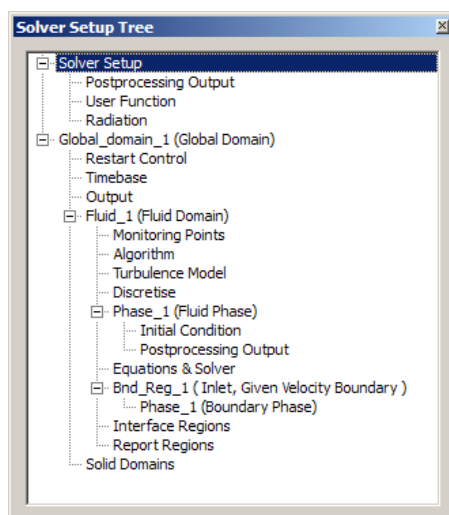 Solver Setup Tree
Solver Setup
Postprocessing Output
User Function
Radiation
Global_domain_1 (Global Domain)
Restart Control
Timebase
Output
Fluid_1 (Fluid Domain)
Monitoring Points
Algorithm
Turbulence Model
Discretise
Phase_1 (Fluid Phase)
Initial Condition
Postprocessing Output
Equations & Solver
Bnd_Reg_1 ( Inlet, Given Velocity Boundary )
Phase_1 (Boundary Phase)
Interface Regions
Report Regions
Solid Domains